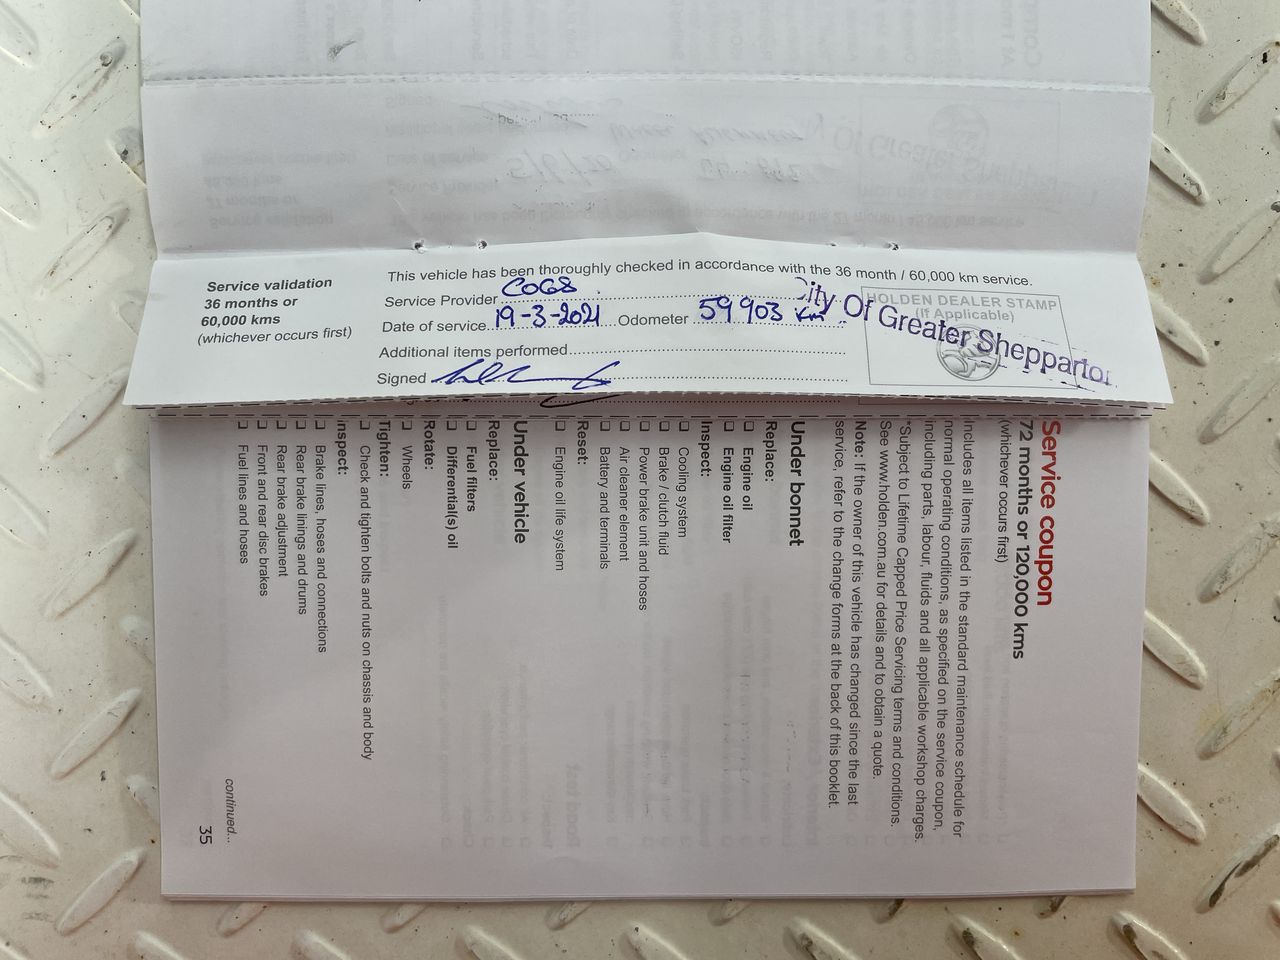 Service validation
36 months or
60,000 kms
(whichever occurs first)
This vehicle has been thoroughly checked in accordance with the 36 month / 60,000 km service.
Service Provider COGS
Date of service 19-3-2021 Odometer 59903 km
Additional items performed
Signed
HOLDEN DEALER STAMP
(If Applicable)
City Of Greater Shepparton
Service coupon
72 months or 120,000 kms
(whichever occurs first)
Includes all items listed in the standard maintenance schedule for
normal operating conditions, as specified on the service coupon,
including parts, labour, fluids and all applicable workshop charges.
*Subject to Lifetime Capped Price Servicing terms and conditions.
See www.holden.com.au for details and to obtain a quote.
Note: If the owner of this vehicle has changed since the last
service, refer to the change forms at the back of this booklet.
Under bonnet
Replace:
❑ Engine oil
❑ Engine oil filter
Inspect:
❑ Cooling system
❑ Brake / clutch fluid
❑ Power brake unit and hoses
❑ Air cleaner element
❑ Battery and terminals
Reset:
❑ Engine oil life system
Under vehicle
Replace:
❑ Fuel filters
❑ Differential(s) oil
Rotate:
❑ Wheels
Tighten:
❑ Check and tighten bolts and nuts on chassis and body
Inspect:
❑ Brake lines, hoses and connections
❑ Rear brake linings and drums
❑ Rear brake adjustment
❑ Front and rear disc brakes
❑ Fuel lines and hoses
continued...
35